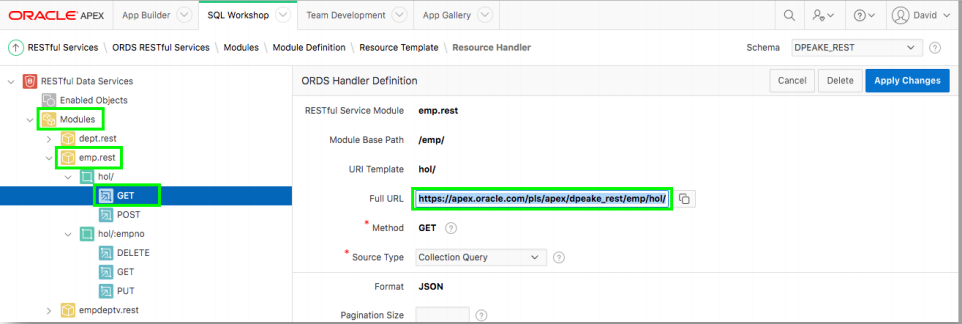 ORACLE APEX App Builder SQL Workshop Team Development App Gallery David
RESTful Services \ ORDS RESTful Services \ Modules \ Module Definition \ Resource Template \ Resource Handler Schema DPEAKE_REST
RESTful Data Services
Enabled Objects
Modules
dept.rest
emp.rest
hol/
GET
POST
hol/:empno
DELETE
GET
PUT
empdeptv.rest
ORDS Handler Definition Cancel Delete Apply Changes
RESTful Service Module emp.rest
Module Base Path /emp/
URI Template hol/
Full URL https://apex.oracle.com/pls/apex/dpeake_rest/emp/hol/
* Method GET
* Source Type Collection Query
Format JSON
Pagination Size